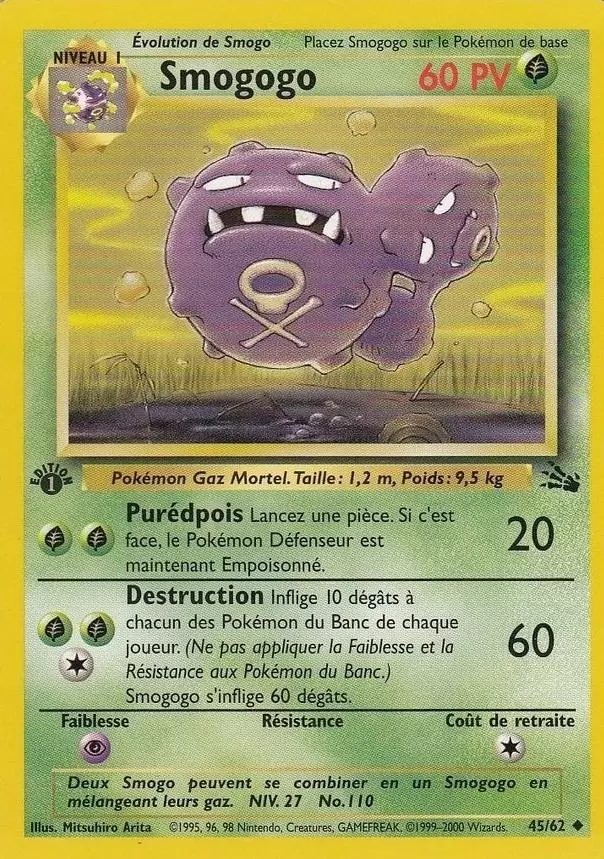 Évolution de Smogo Placez Smogogo sur le Pokémon de base
NIVEAU 1
Smogogo 60 PV
EDITION
1
Pokémon Gaz Mortel. Taille: 1,2 m, Poids: 9,5 kg
Purédpois Lancez une pièce. Si c'est
face, le Pokémon Défenseur est
maintenant Empoisonné.
20
Destruction Inflige 10 dégâts à
chacun des Pokémon du Banc de chaque
joueur. (Ne pas appliquer la Faiblesse et la
Résistance aux Pokémon du Banc.)
Smogogo s'inflige 60 dégâts.
60
Faiblesse Résistance Coût de retraite
Deux Smogo peuvent se combiner en un Smogogo en
mélangeant leurs gaz. NIV. 27 No. 110
Illus. Mitsuhiro Arita ©1995, 96, 98 Nintendo, Creatures, GAMEFREAK. ©1999-2000 Wizards. 45/62